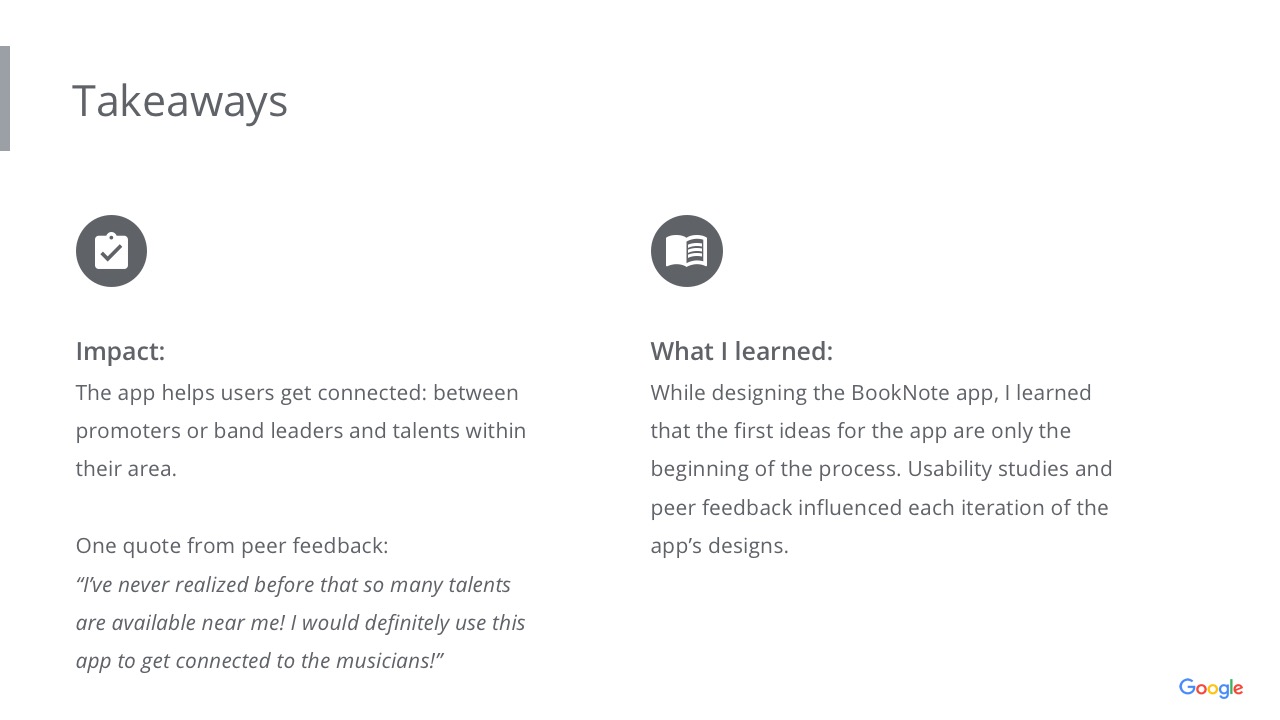 Takeaways
Impact:
The app helps users get connected: between
promoters or band leaders and talents within
their area.
One quote from peer feedback:
“I’ve never realized before that so many talents
are available near me! I would definitely use this
app to get connected to the musicians!”
What I learned:
While designing the BookNote app, I learned
that the first ideas for the app are only the
beginning of the process. Usability studies and
peer feedback influenced each iteration of the
app’s designs.
Google